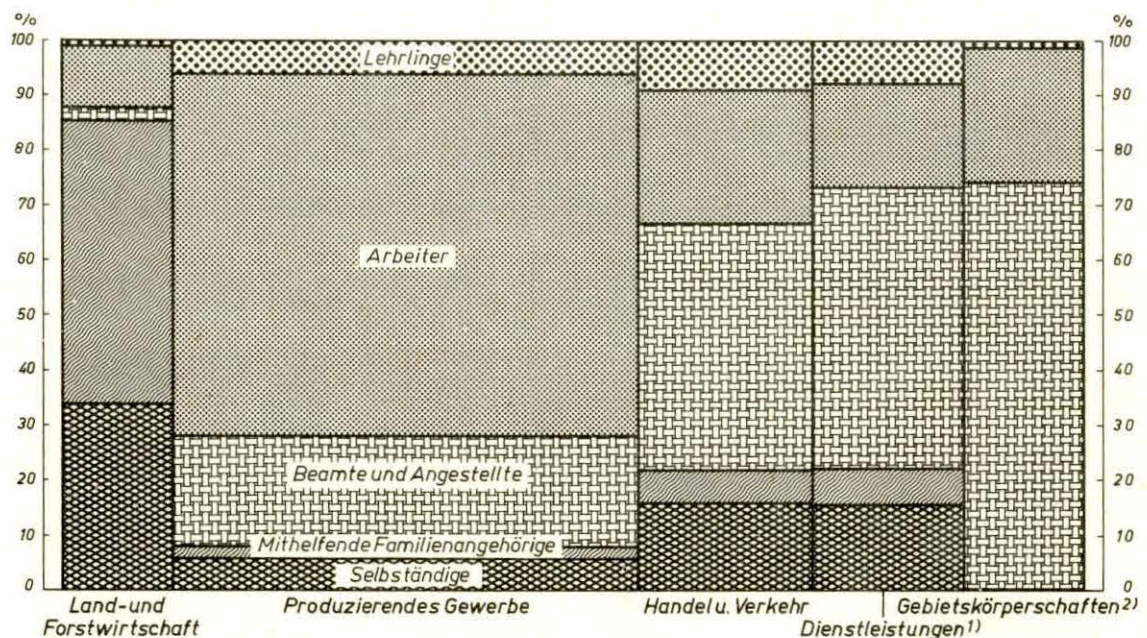 % %
100 100
Lehrlinge
90 90
80 80
70 70
60 60
Arbeiter
50 50
40 40
30 30
Beamte und Angestellte
20 20
10 10
Mithelfende Familienangehörige
Selbständige
0 0
Land-und Forstwirtschaft
Produzierendes Gewerbe
Handel u. Verkehr
Dienstleistungen¹⁾
Gebietskörperschaften²⁾